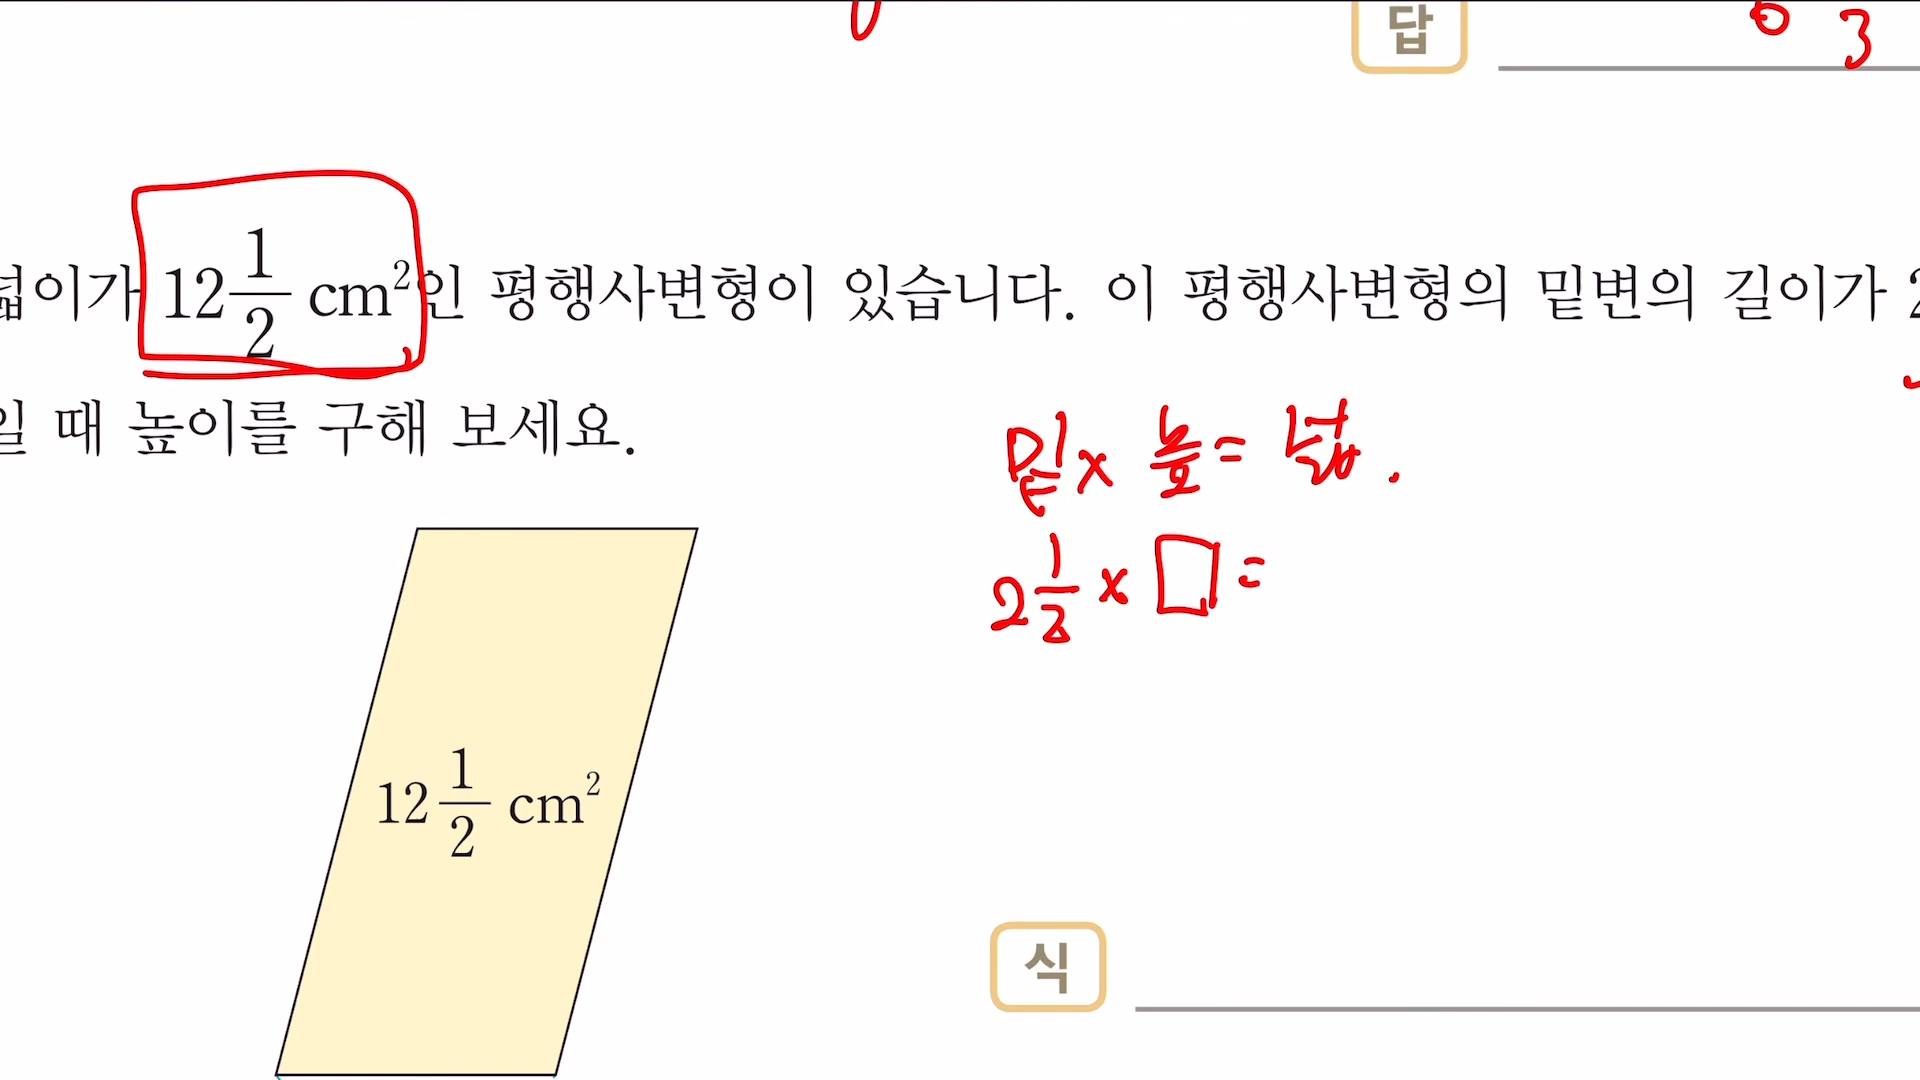 답 6 3
넓이가 12 1/2 cm²인 평행사변형이 있습니다. 이 평행사변형의 밑변의 길이가 2
일 때 높이를 구해 보세요.
밑 × 높 = 넓.
2 1/2 × □ =
12 1/2 cm²
식